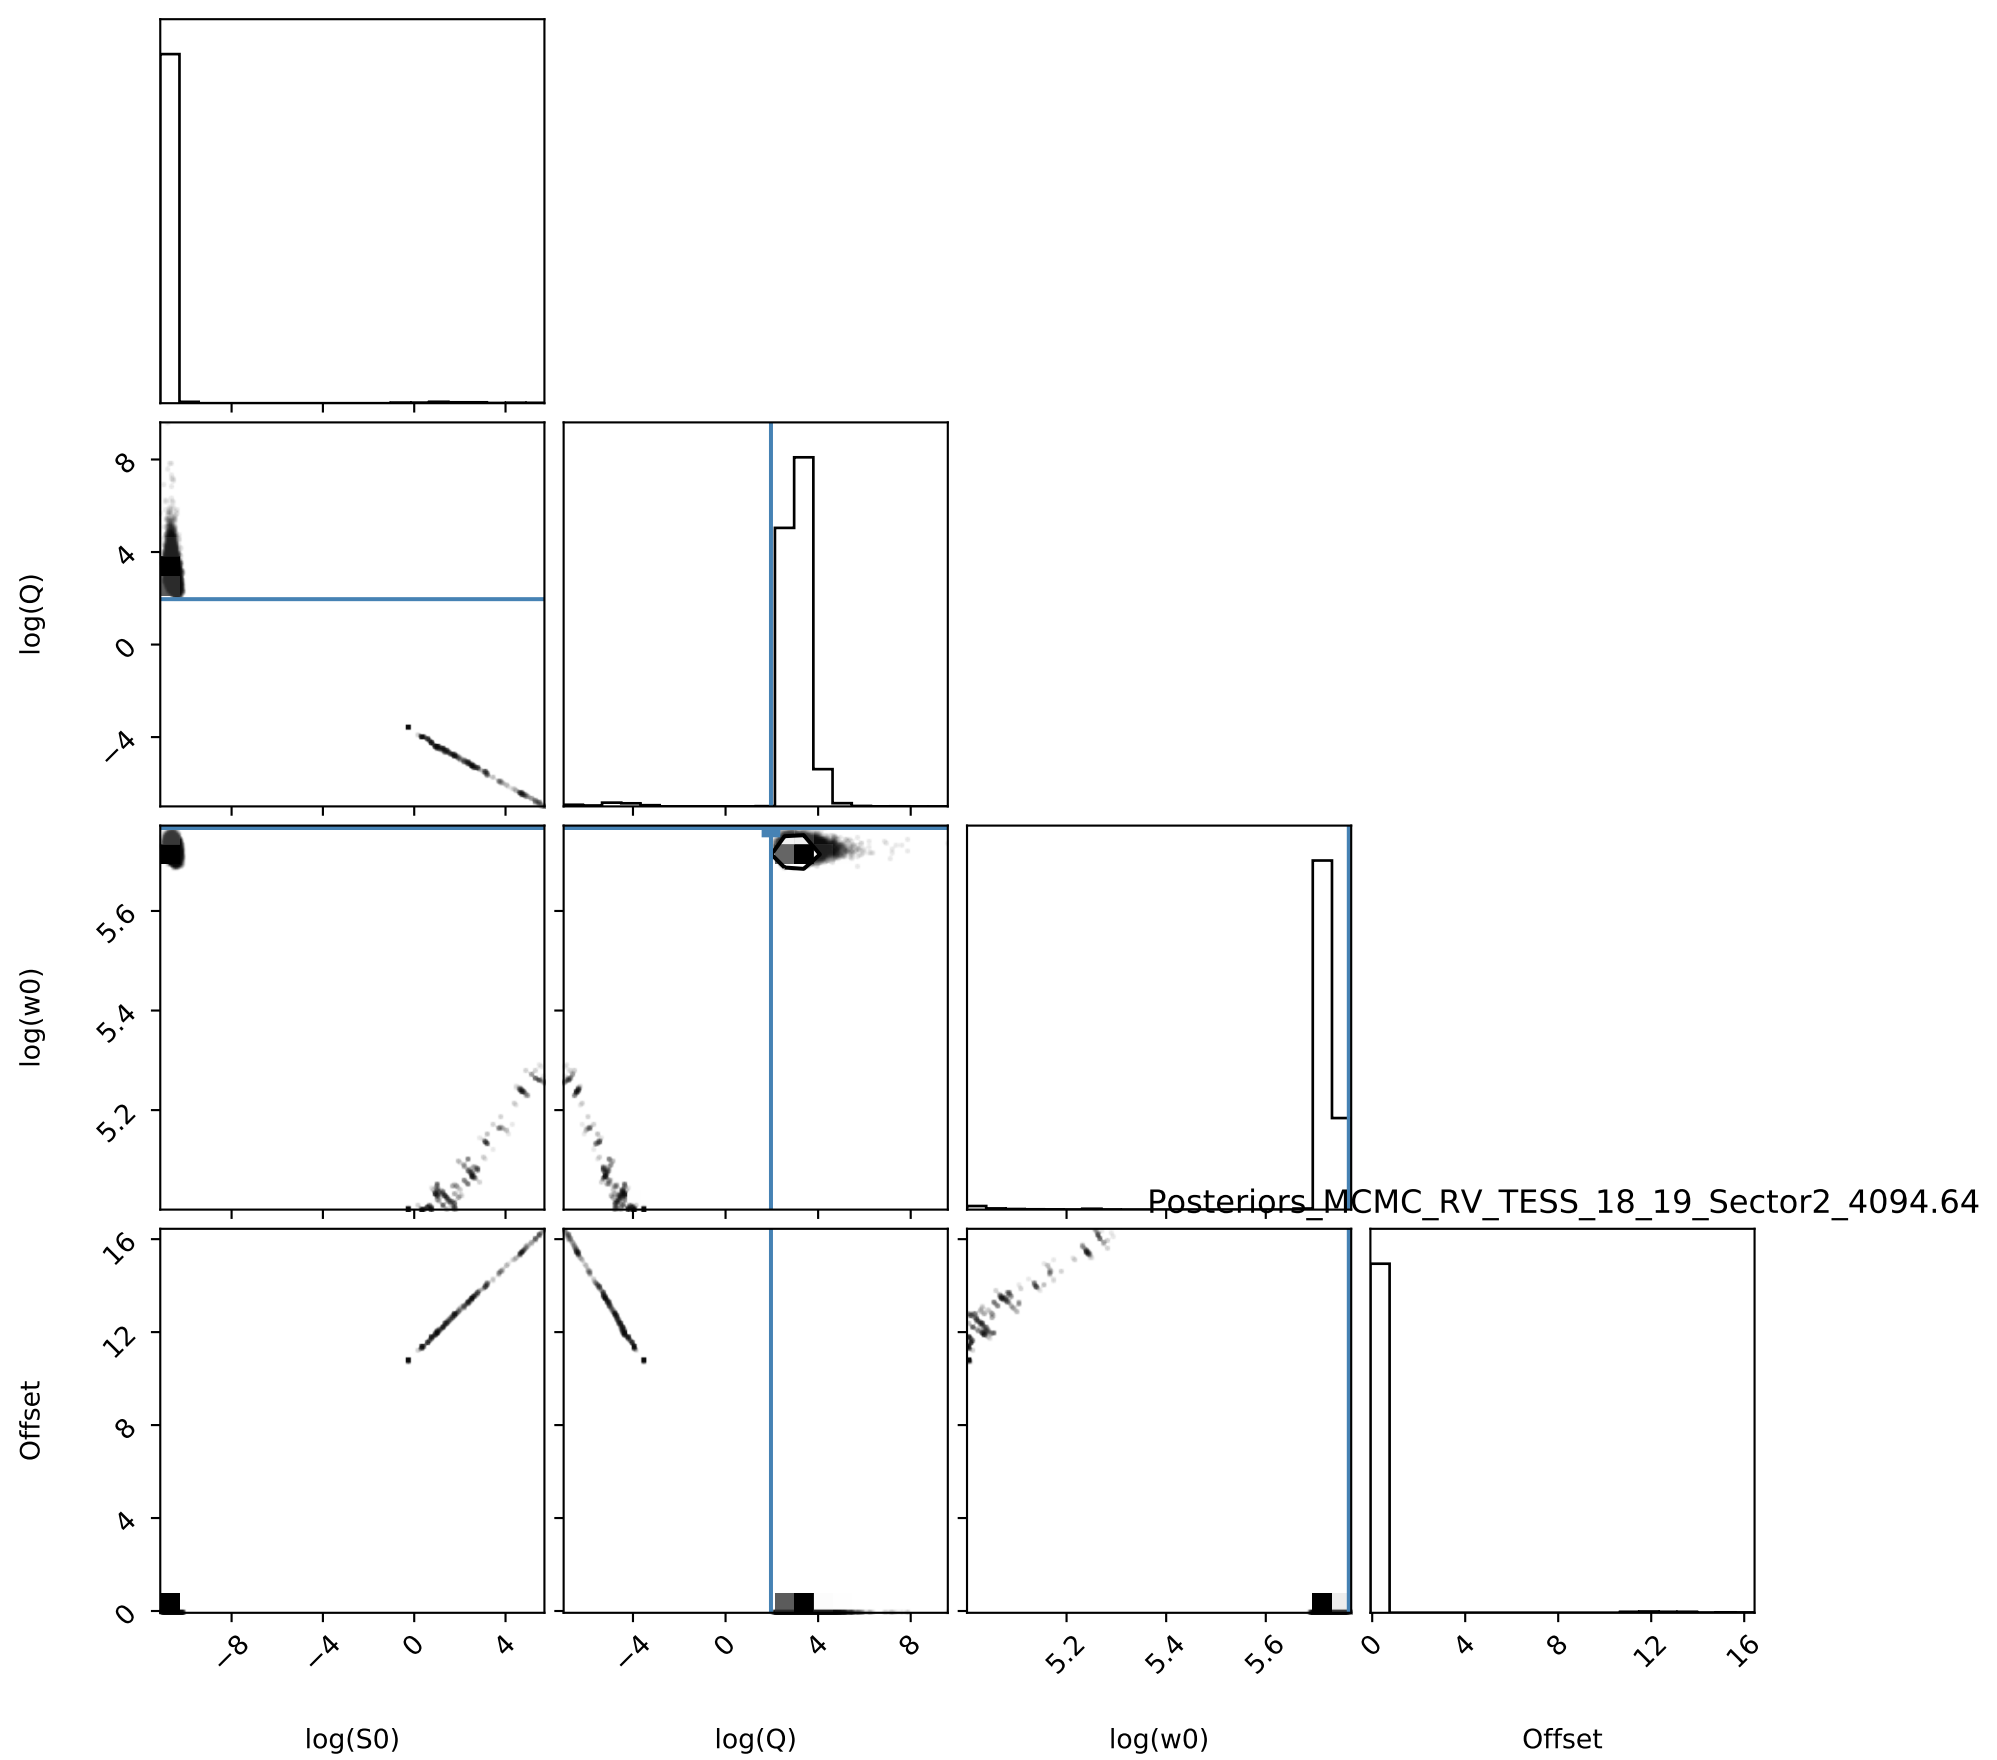 8
4
0
−4
log(Q)
5.6
5.4
5.2
log(w0)
Posteriors_MCMC_RV_TESS_18_19_Sector2_4094.64
16
12
8
4
0
Offset
−8 −4 0 4
−4 0 4 8
5.2 5.4 5.6
0 4 8 12 16
log(S0) log(Q) log(w0) Offset